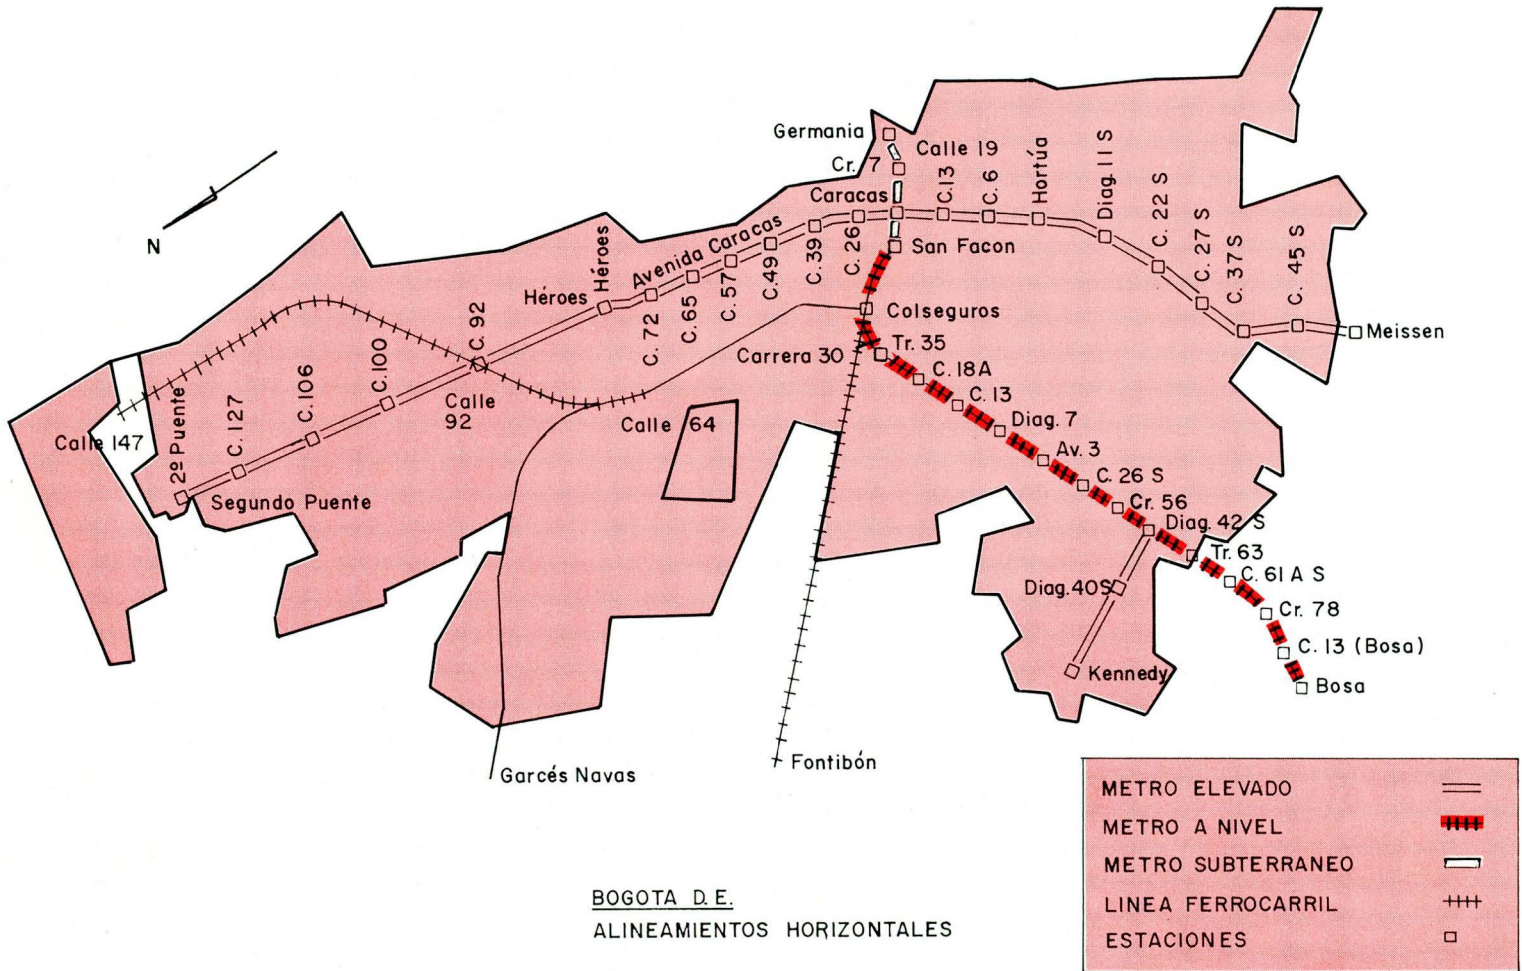 Germania
Calle 19
Cr. 7
Caracas
C.13
C. 6
Hortúa
Diag. 11 S
C. 22 S
C. 27 S
C. 37 S
C. 45 S
Meissen
N
Héroes
Héroes
Avenida Caracas
C. 72
C. 65
C. 57
C. 49
C. 39
C. 26
San Facon
Colseguros
Carrera 30
Tr. 35
C. 18A
C. 13
Diag. 7
Av. 3
C. 26 S
Cr. 56
Diag. 42 S
Tr. 63
C. 61 A S
Cr. 78
C. 13 (Bosa)
Bosa
Diag. 40S
Kennedy
C. 92
Calle
92
C.100
C. 106
C. 127
2º Puente
Segundo Puente
Calle 147
Calle 64
Garcés Navas
Fontibón
METRO ELEVADO
METRO A NIVEL
METRO SUBTERRANEO
LINEA FERROCARRIL
ESTACIONES
BOGOTA D.E.
ALINEAMIENTOS HORIZONTALES